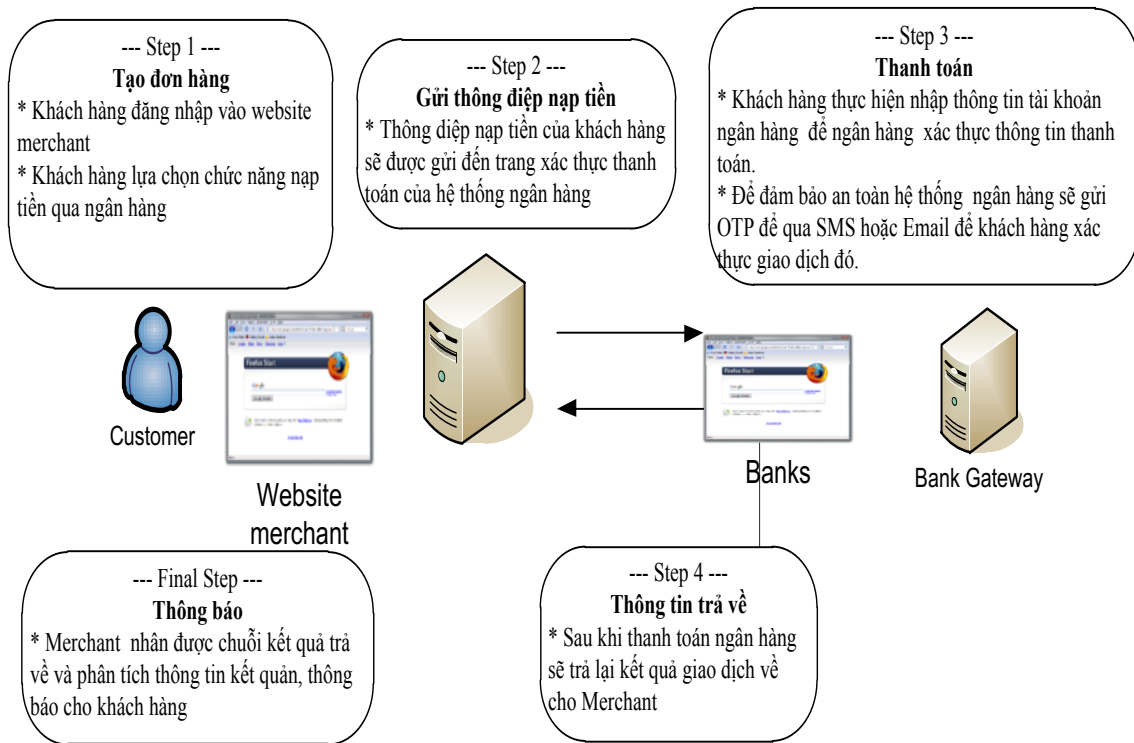 --- Step 1 ---
Tạo đơn hàng
* Khách hàng đăng nhập vào website
merchant
* Khách hàng lựa chọn chức năng nạp
tiền qua ngân hàng
--- Step 2 ---
Gửi thông điệp nạp tiền
* Thông diệp nạp tiền của khách hàng
sẽ được gửi đến trang xác thực thanh
toán của hệ thống ngân hàng
--- Step 3 ---
Thanh toán
* Khách hàng thực hiện nhập thông tin tài khoản
ngân hàng để ngân hàng xác thực thông tin thanh
toán.
* Để đảm bảo an toàn hệ thống ngân hàng sẽ gửi
OTP để qua SMS hoặc Email để khách hàng xác
thực giao dịch đó.
Customer
Firefox Start
Website
merchant
Firefox Start
Banks
Bank Gateway
--- Final Step ---
Thông báo
* Merchant nhân được chuỗi kết quả trả
về và phân tích thông tin kết quản, thông
báo cho khách hàng
--- Step 4 ---
Thông tin trả về
* Sau khi thanh toán ngân hàng
sẽ trả lại kết quả giao dịch về
cho Merchant